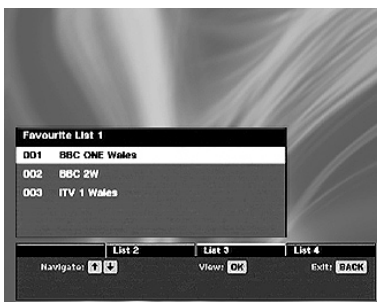 Favourite List 1
001 BBC ONE Wales
002 BBC 2W
003 ITV 1 Wales
List 2 List 3 List 4
Navigate: ↑ ↓ View: OK Exit: BACK